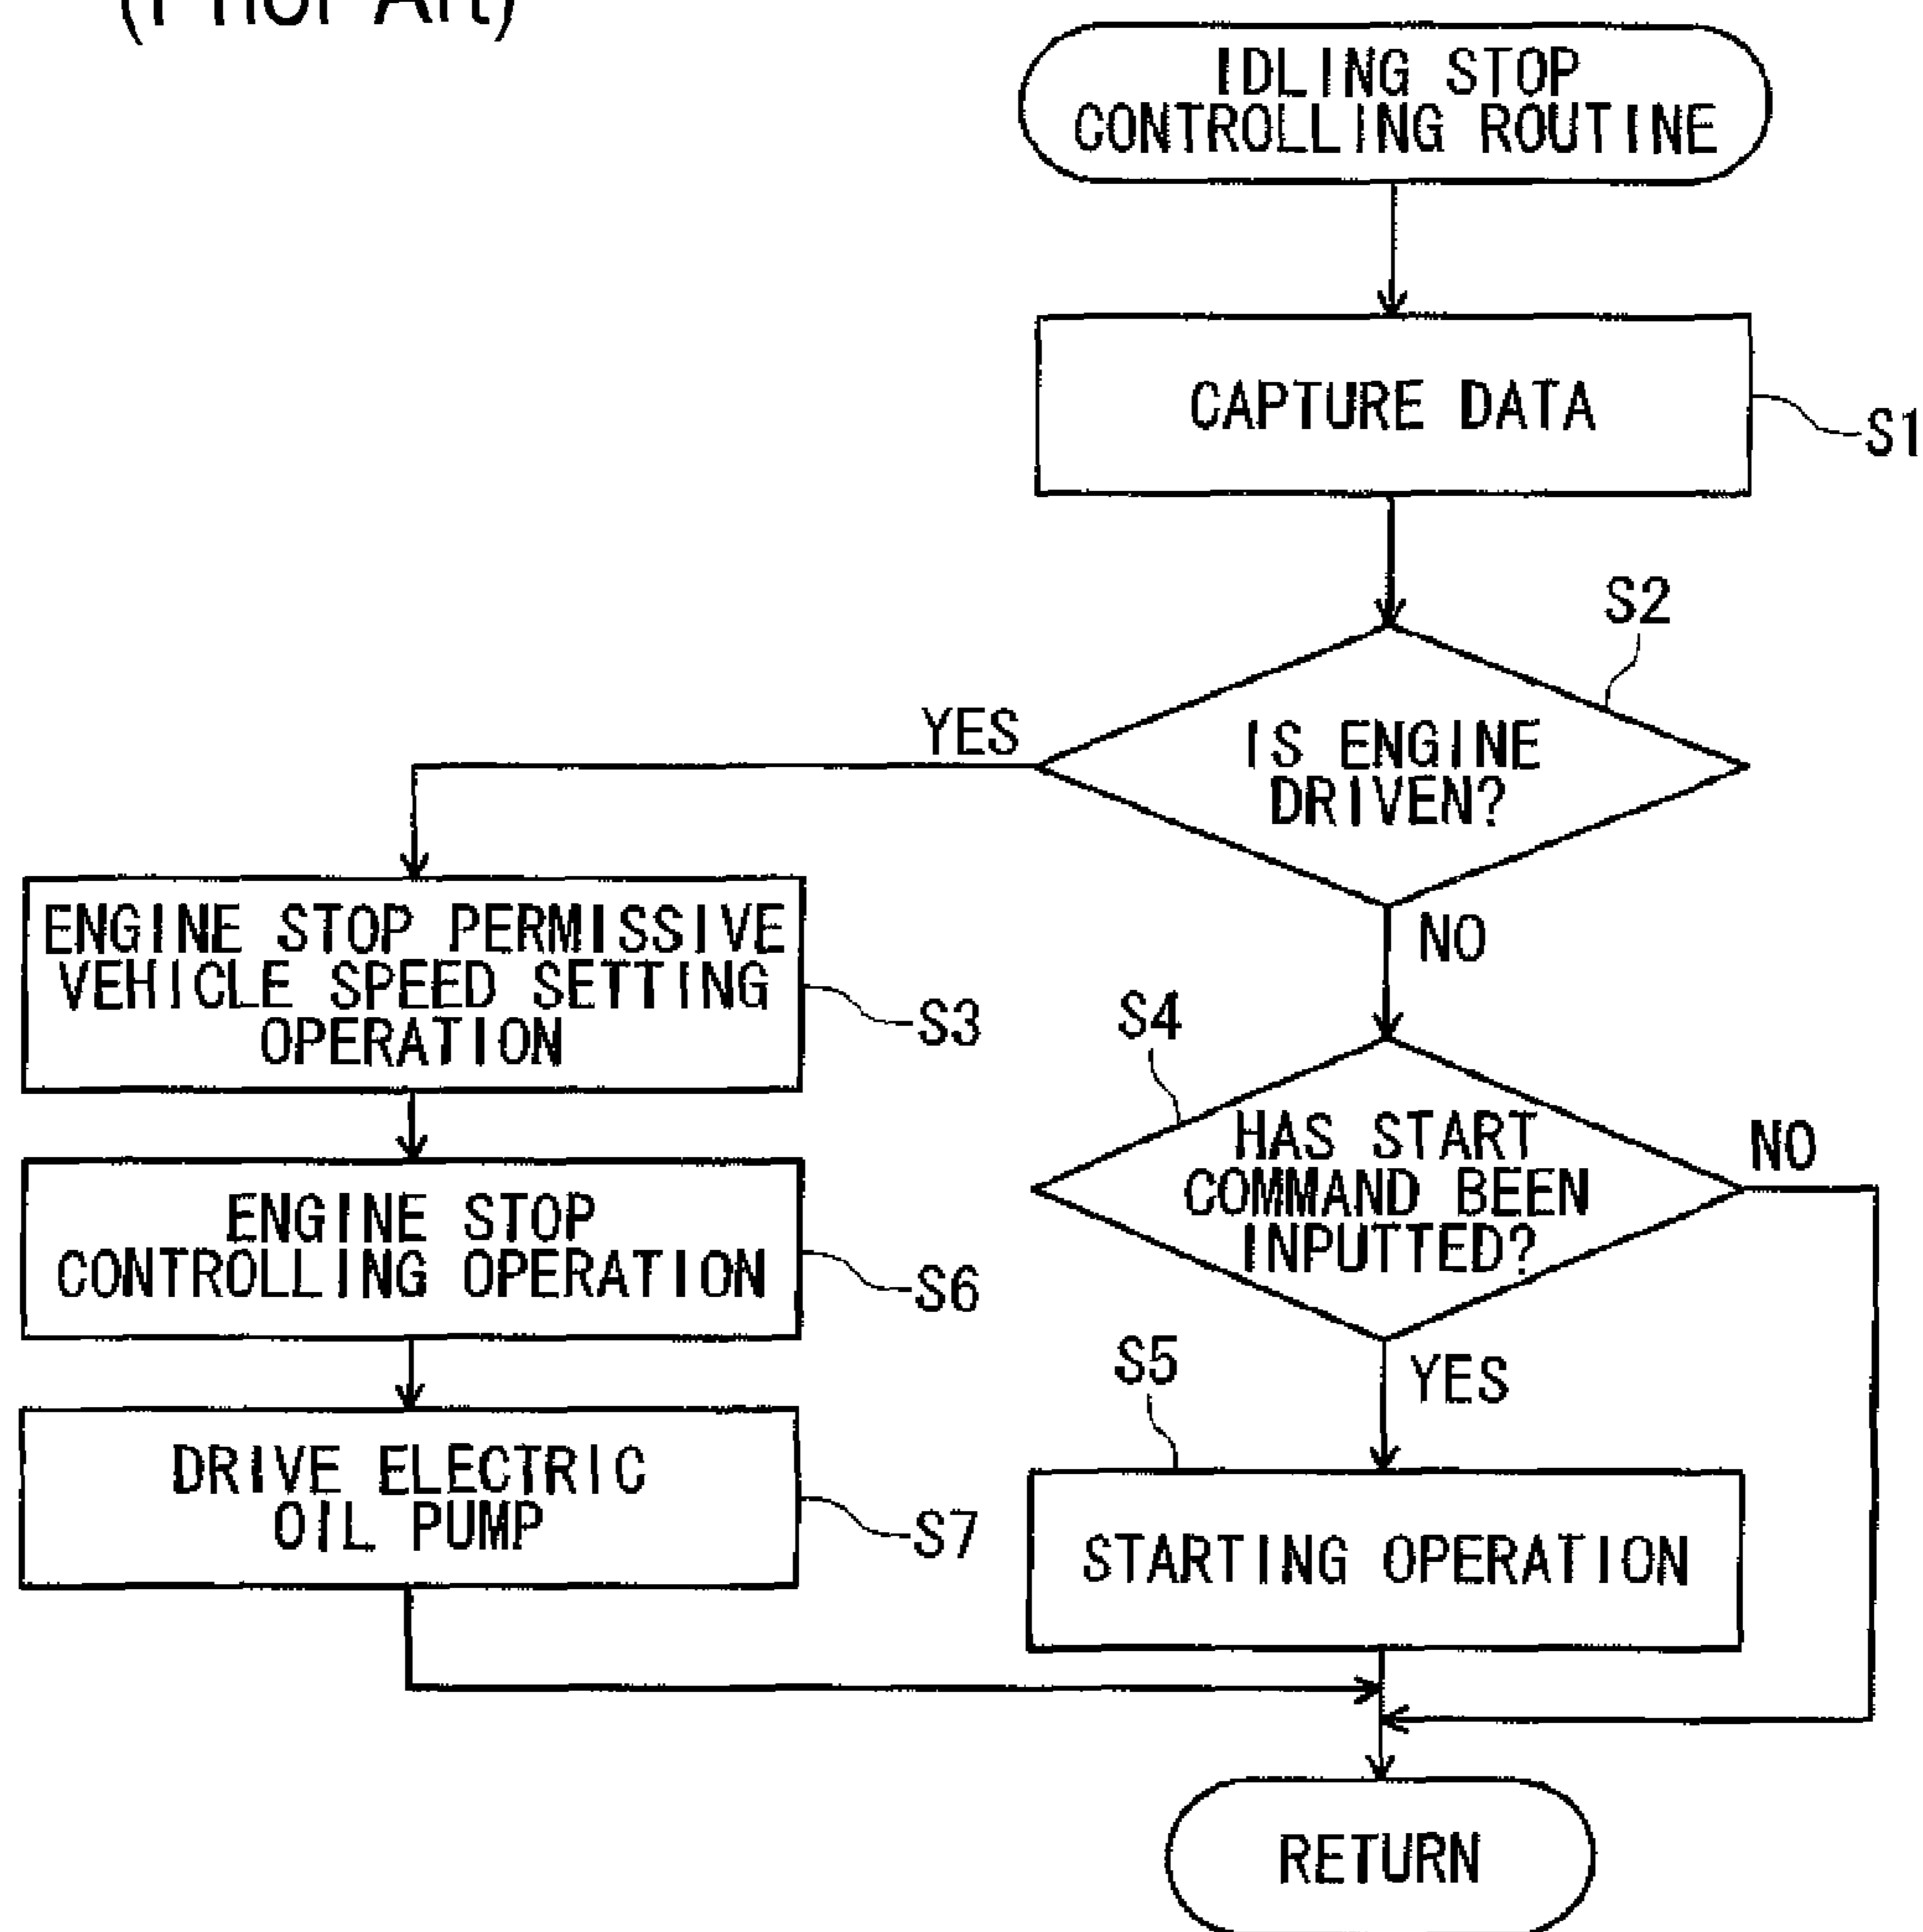 (Prior Art)
IDLING STOP
CONTROLLING ROUTINE
CAPTURE DATA
S1
S2
YES
IS ENGINE
DRIVEN?
NO
ENGINE STOP PERMISSIVE
VEHICLE SPEED SETTING
OPERATION
S3
S4
HAS START
COMMAND BEEN
INPUTTED?
NO
ENGINE STOP
CONTROLLING OPERATION
S6
S5
YES
DRIVE ELECTRIC
OIL PUMP
S7
STARTING OPERATION
RETURN